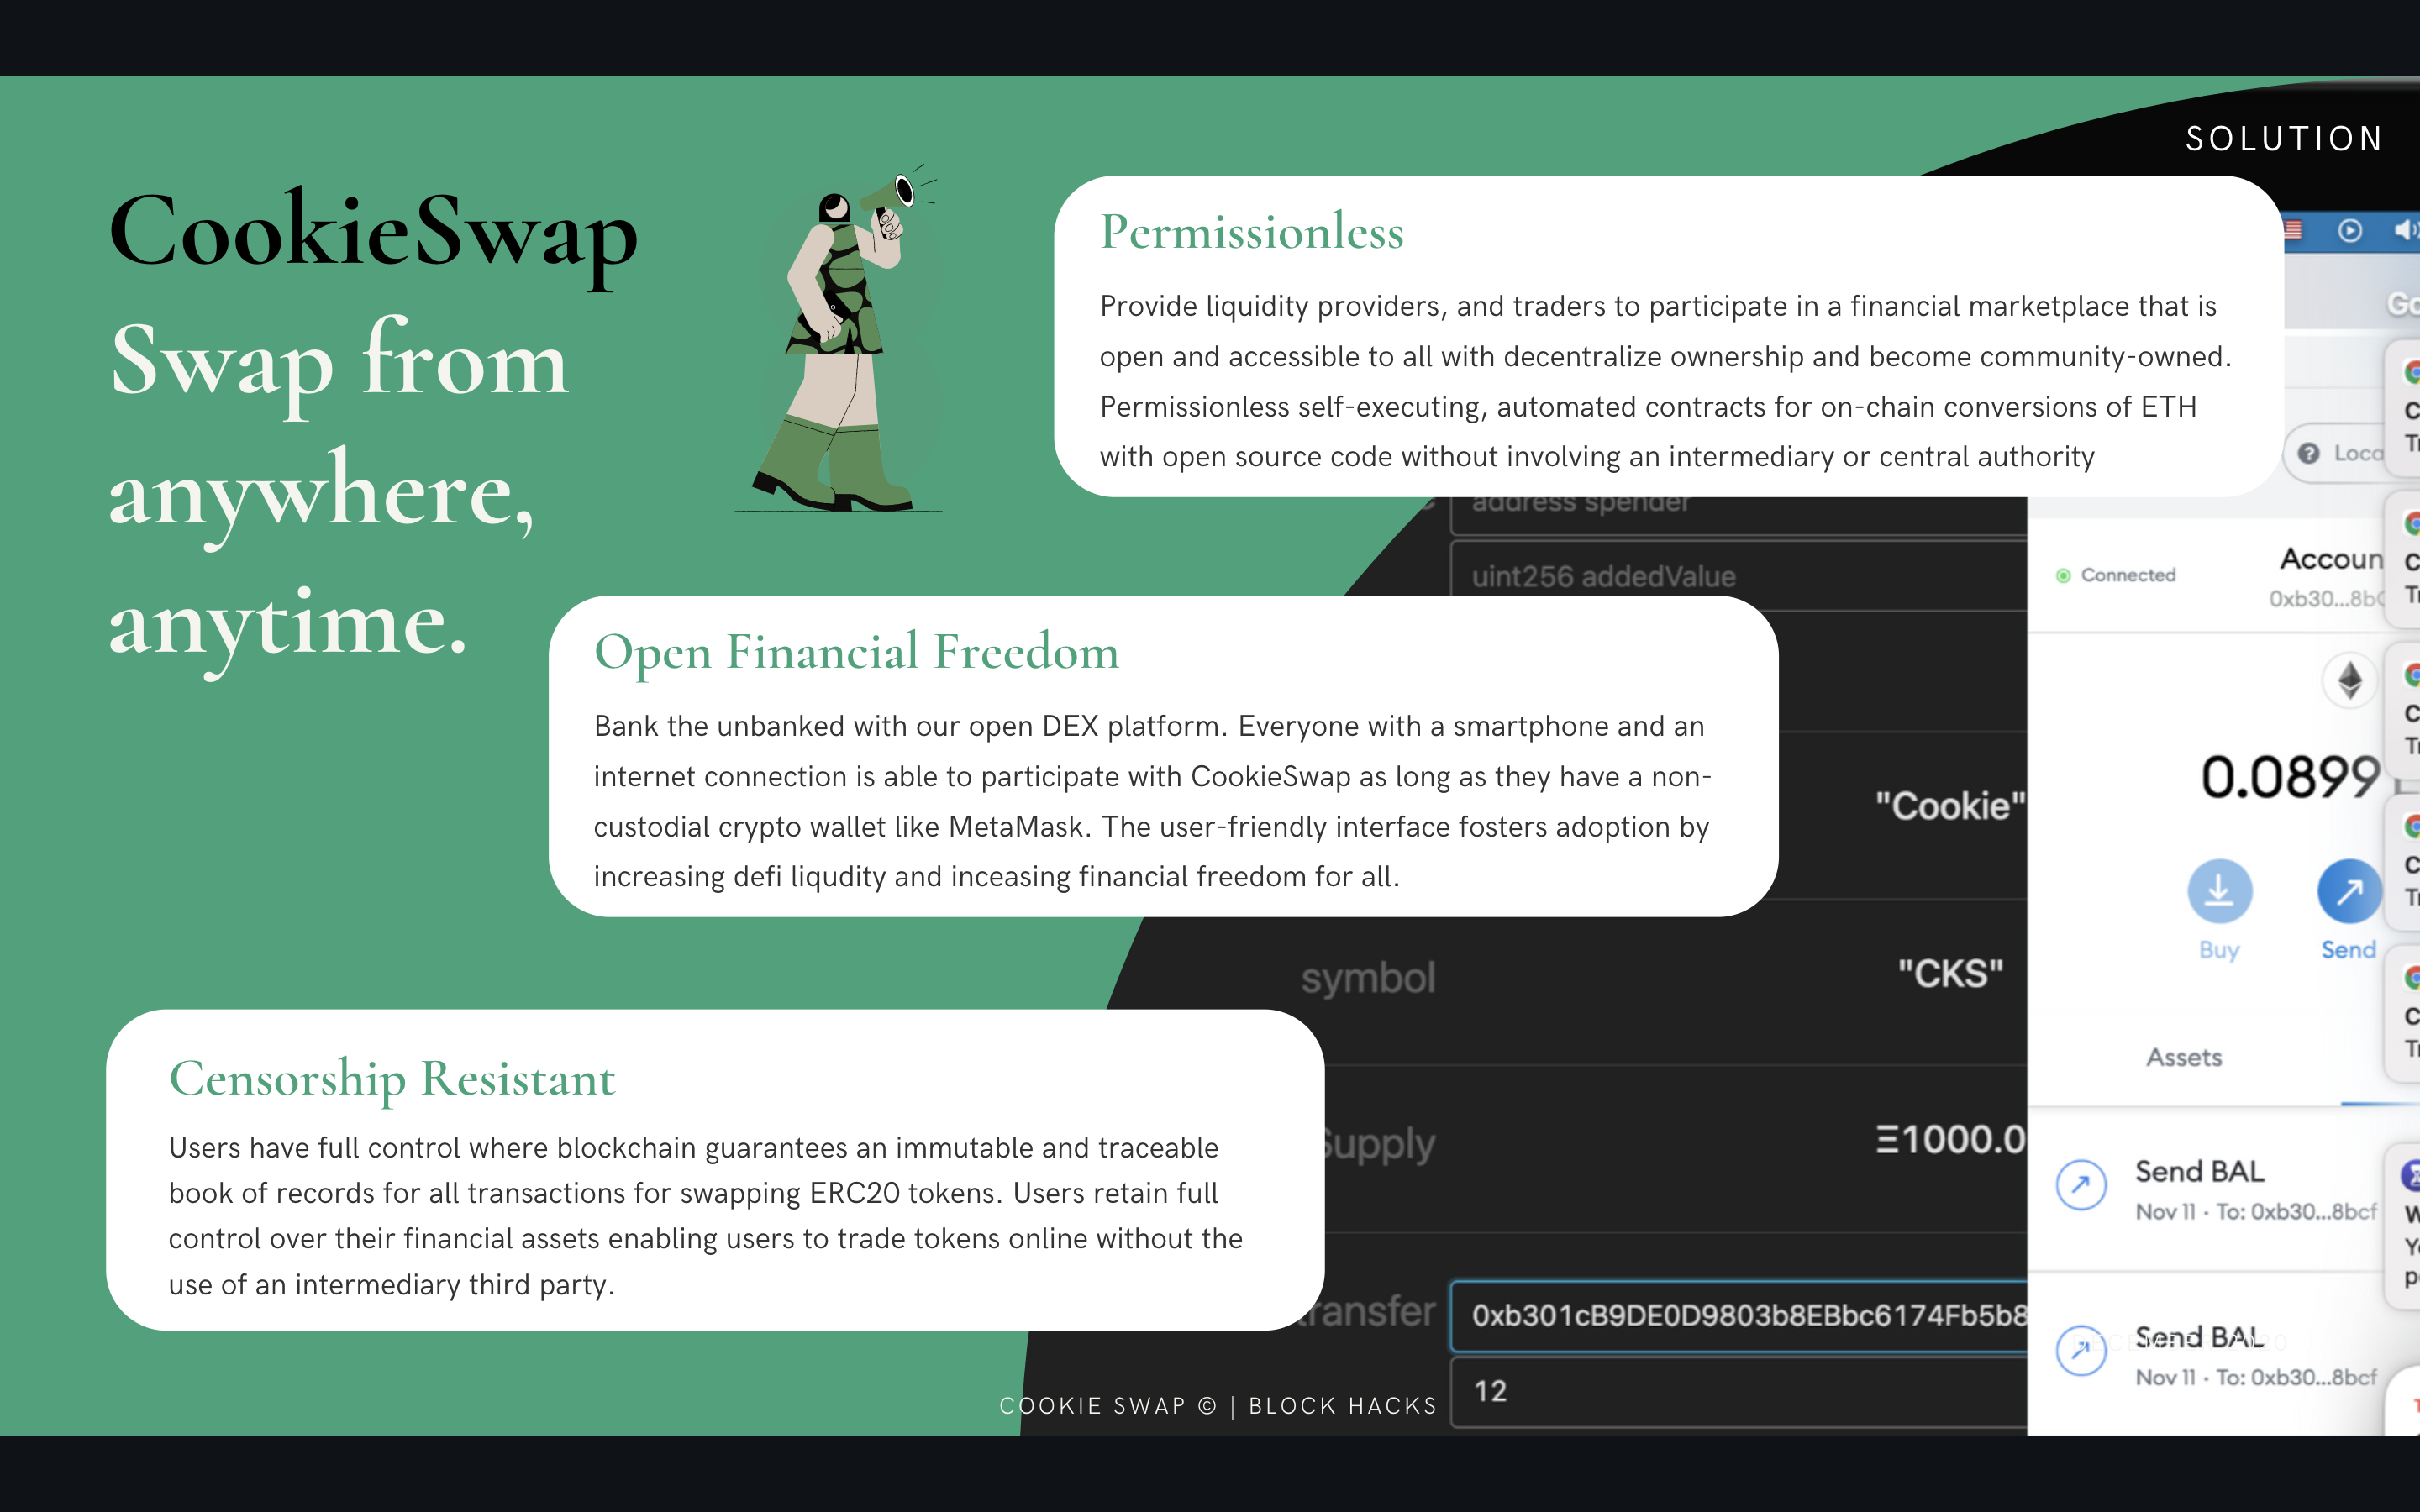 SOLUTION
CookieSwap
Swap from
anywhere,
anytime.
Permissionless
Provide liquidity providers, and traders to participate in a financial marketplace that is
open and accessible to all with decentralize ownership and become community-owned.
Permissionless self-executing, automated contracts for on-chain conversions of ETH
with open source code without involving an intermediary or central authority
Open Financial Freedom
Bank the unbanked with our open DEX platform. Everyone with a smartphone and an
internet connection is able to participate with CookieSwap as long as they have a non-
custodial crypto wallet like MetaMask. The user-friendly interface fosters adoption by
increasing defi liqudity and inceasing financial freedom for all.
Censorship Resistant
Users have full control where blockchain guarantees an immutable and traceable
book of records for all transactions for swapping ERC20 tokens. Users retain full
control over their financial assets enabling users to trade tokens online without the
use of an intermediary third party.
address spender
uint256 addedValue
"Cookie"
symbol
"CKS"
Supply
Ξ1000.0
transfer
0xb301cB9DE0D9803b8EBbc6174Fb5b8
12
Connected
0xb30...8b
0.0899
Buy
Send
Assets
Send BAL
Nov 11 · To: 0xb30...8bcf
Send BAL
DECEMBER 2020
Nov 11 · To: 0xb30...8bcf
COOKIE SWAP © | BLOCK HACKS